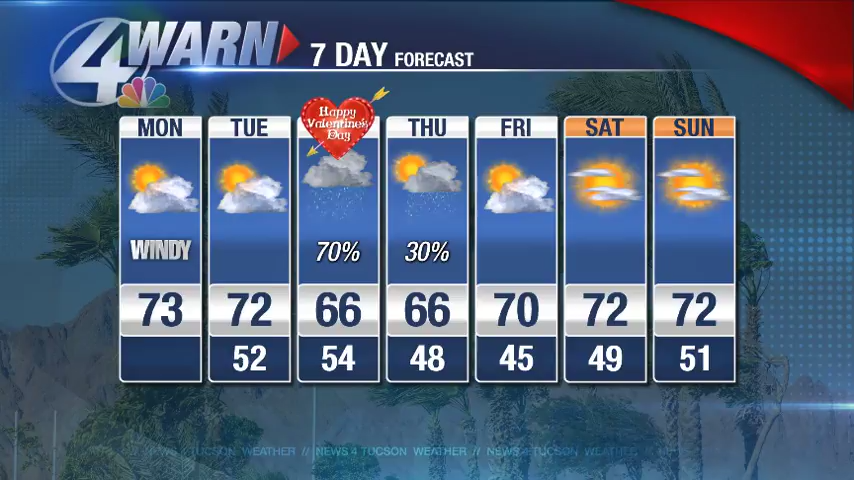 4WARN
7 DAY FORECAST
MON
TUE
Happy
Valentine's
Day
THU
FRI
SAT
SUN
WINDY
70%
30%
73
72
66
66
70
72
72
52
54
48
45
49
51
NEWS 4 TUCSON WEATHER // NEWS 4 TUCSON WEATHER // NEWS 4 TUCSON WEATHER //